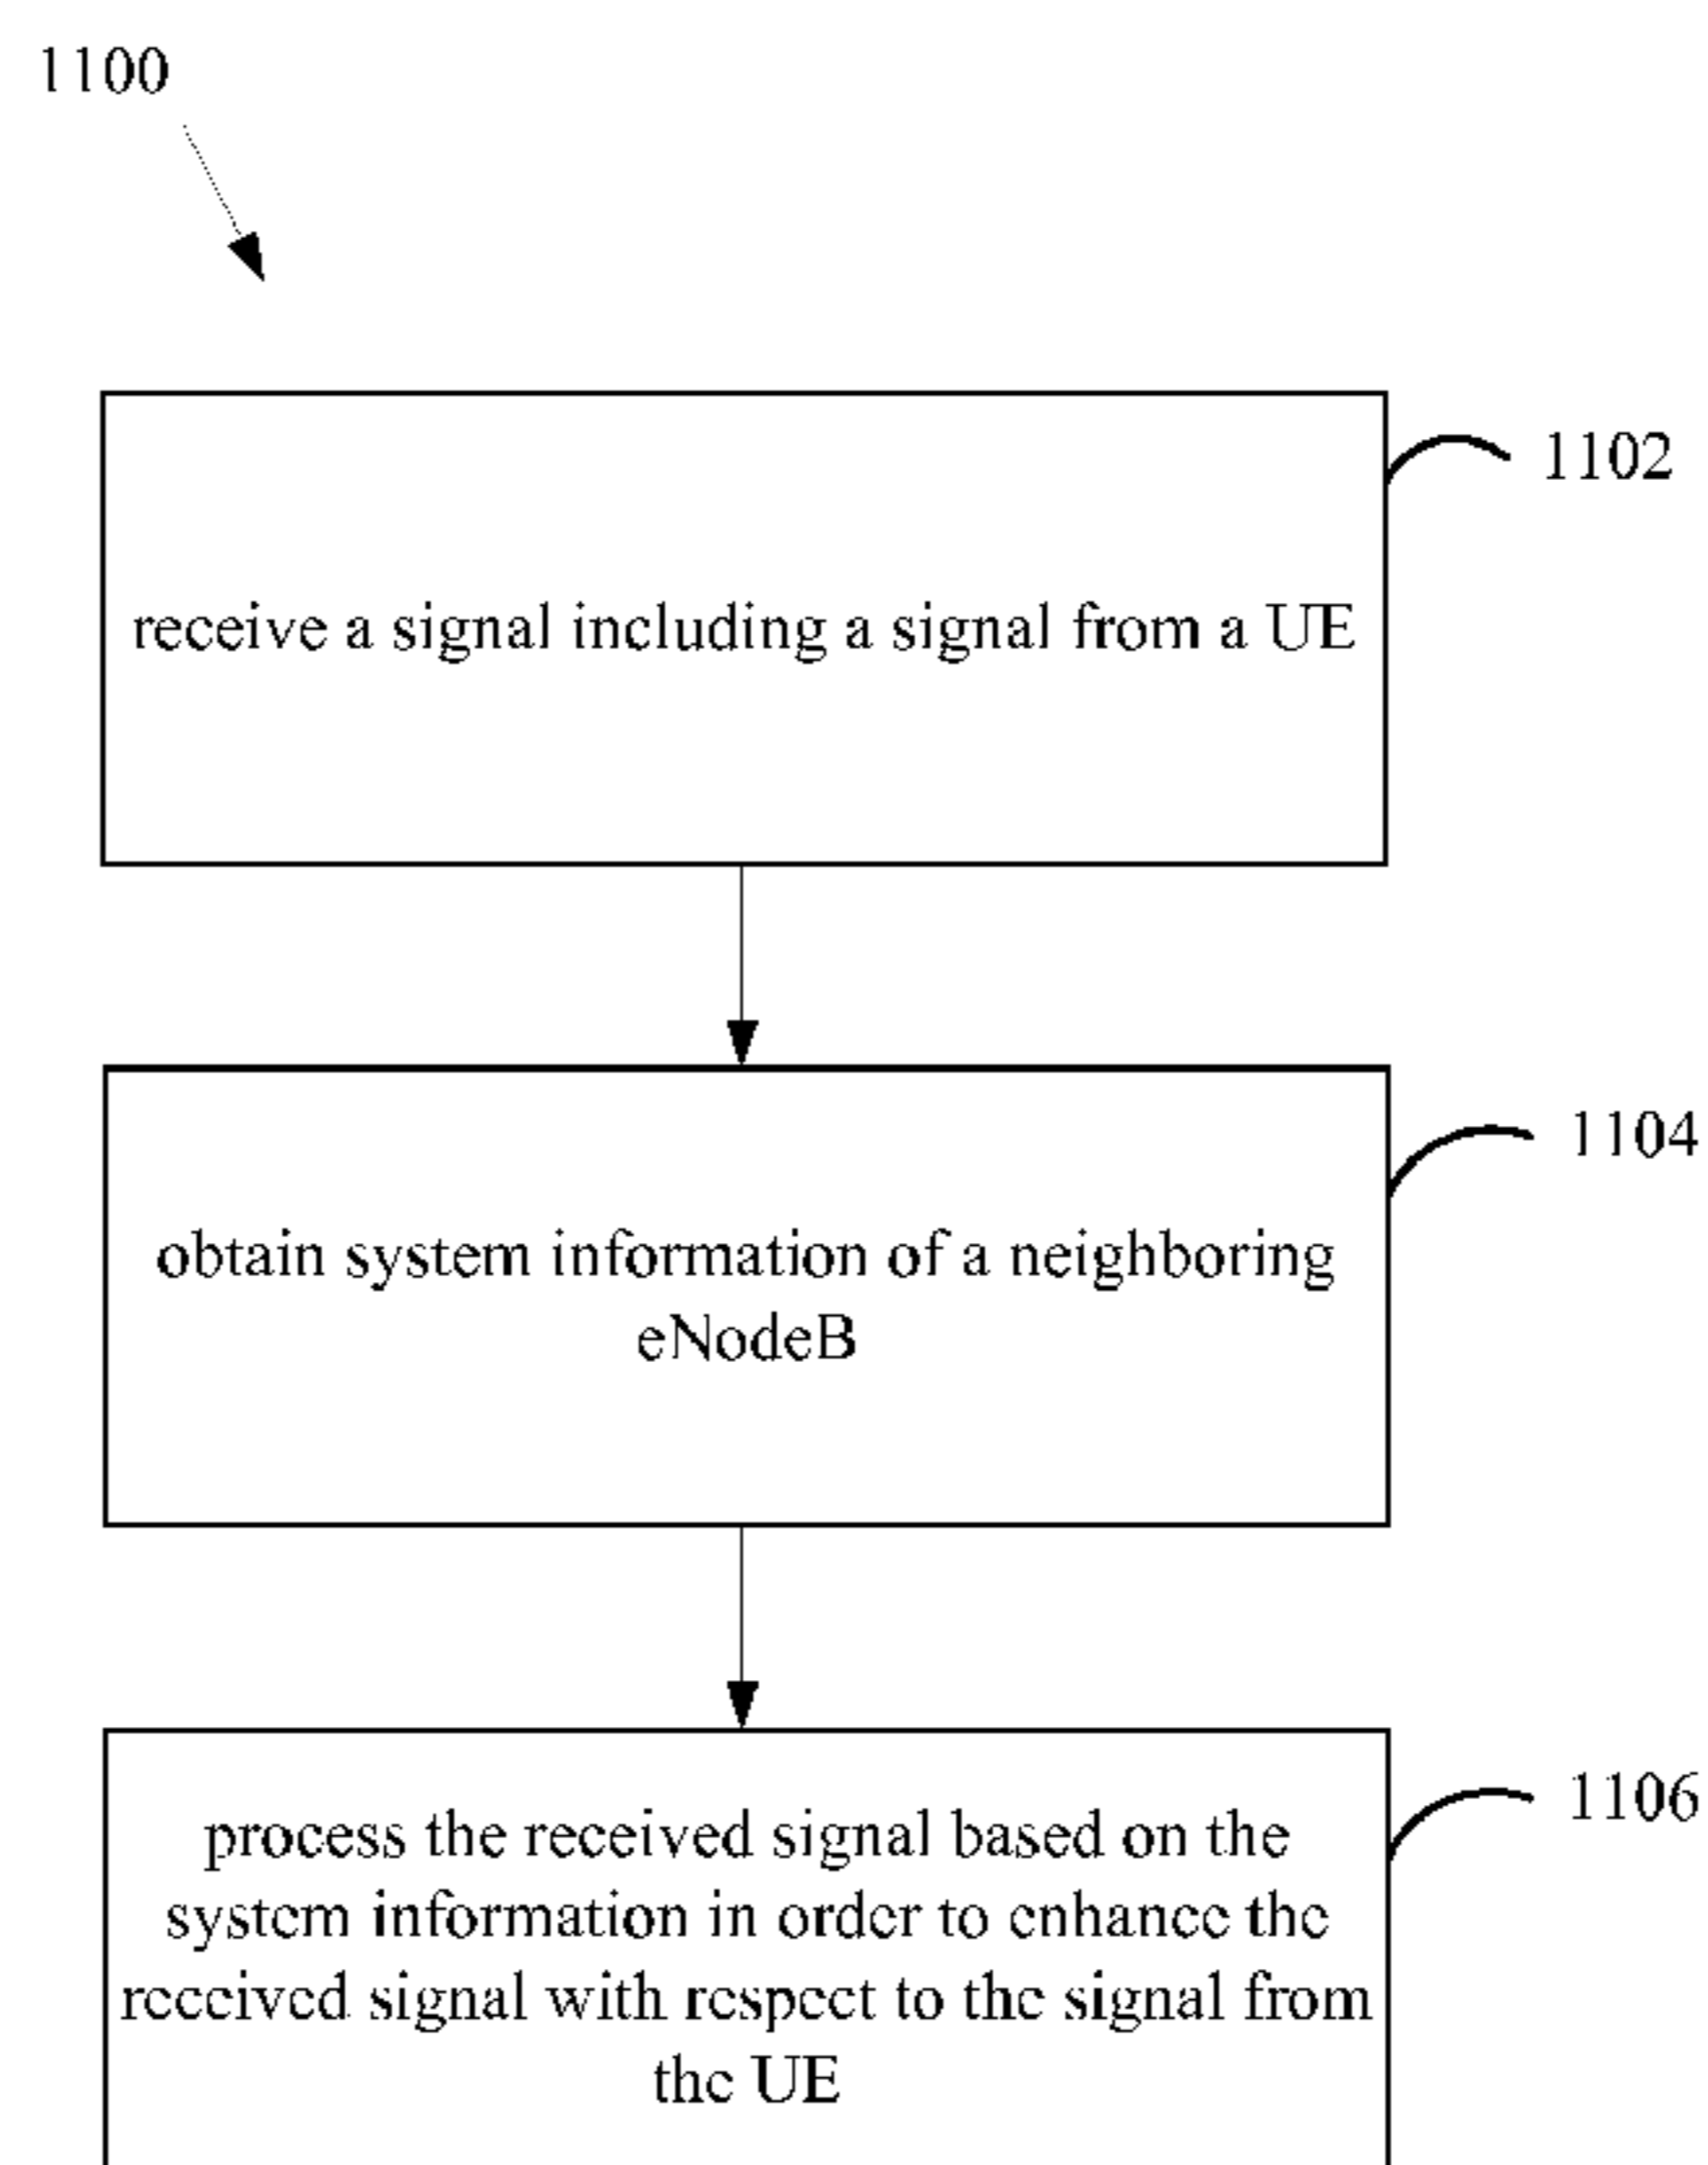 1100
1102
receive a signal including a signal from a UE
1104
obtain system information of a neighboring
eNodeB
1106
process the received signal based on the
system information in order to enhance the
received signal with respect to the signal from
the UE